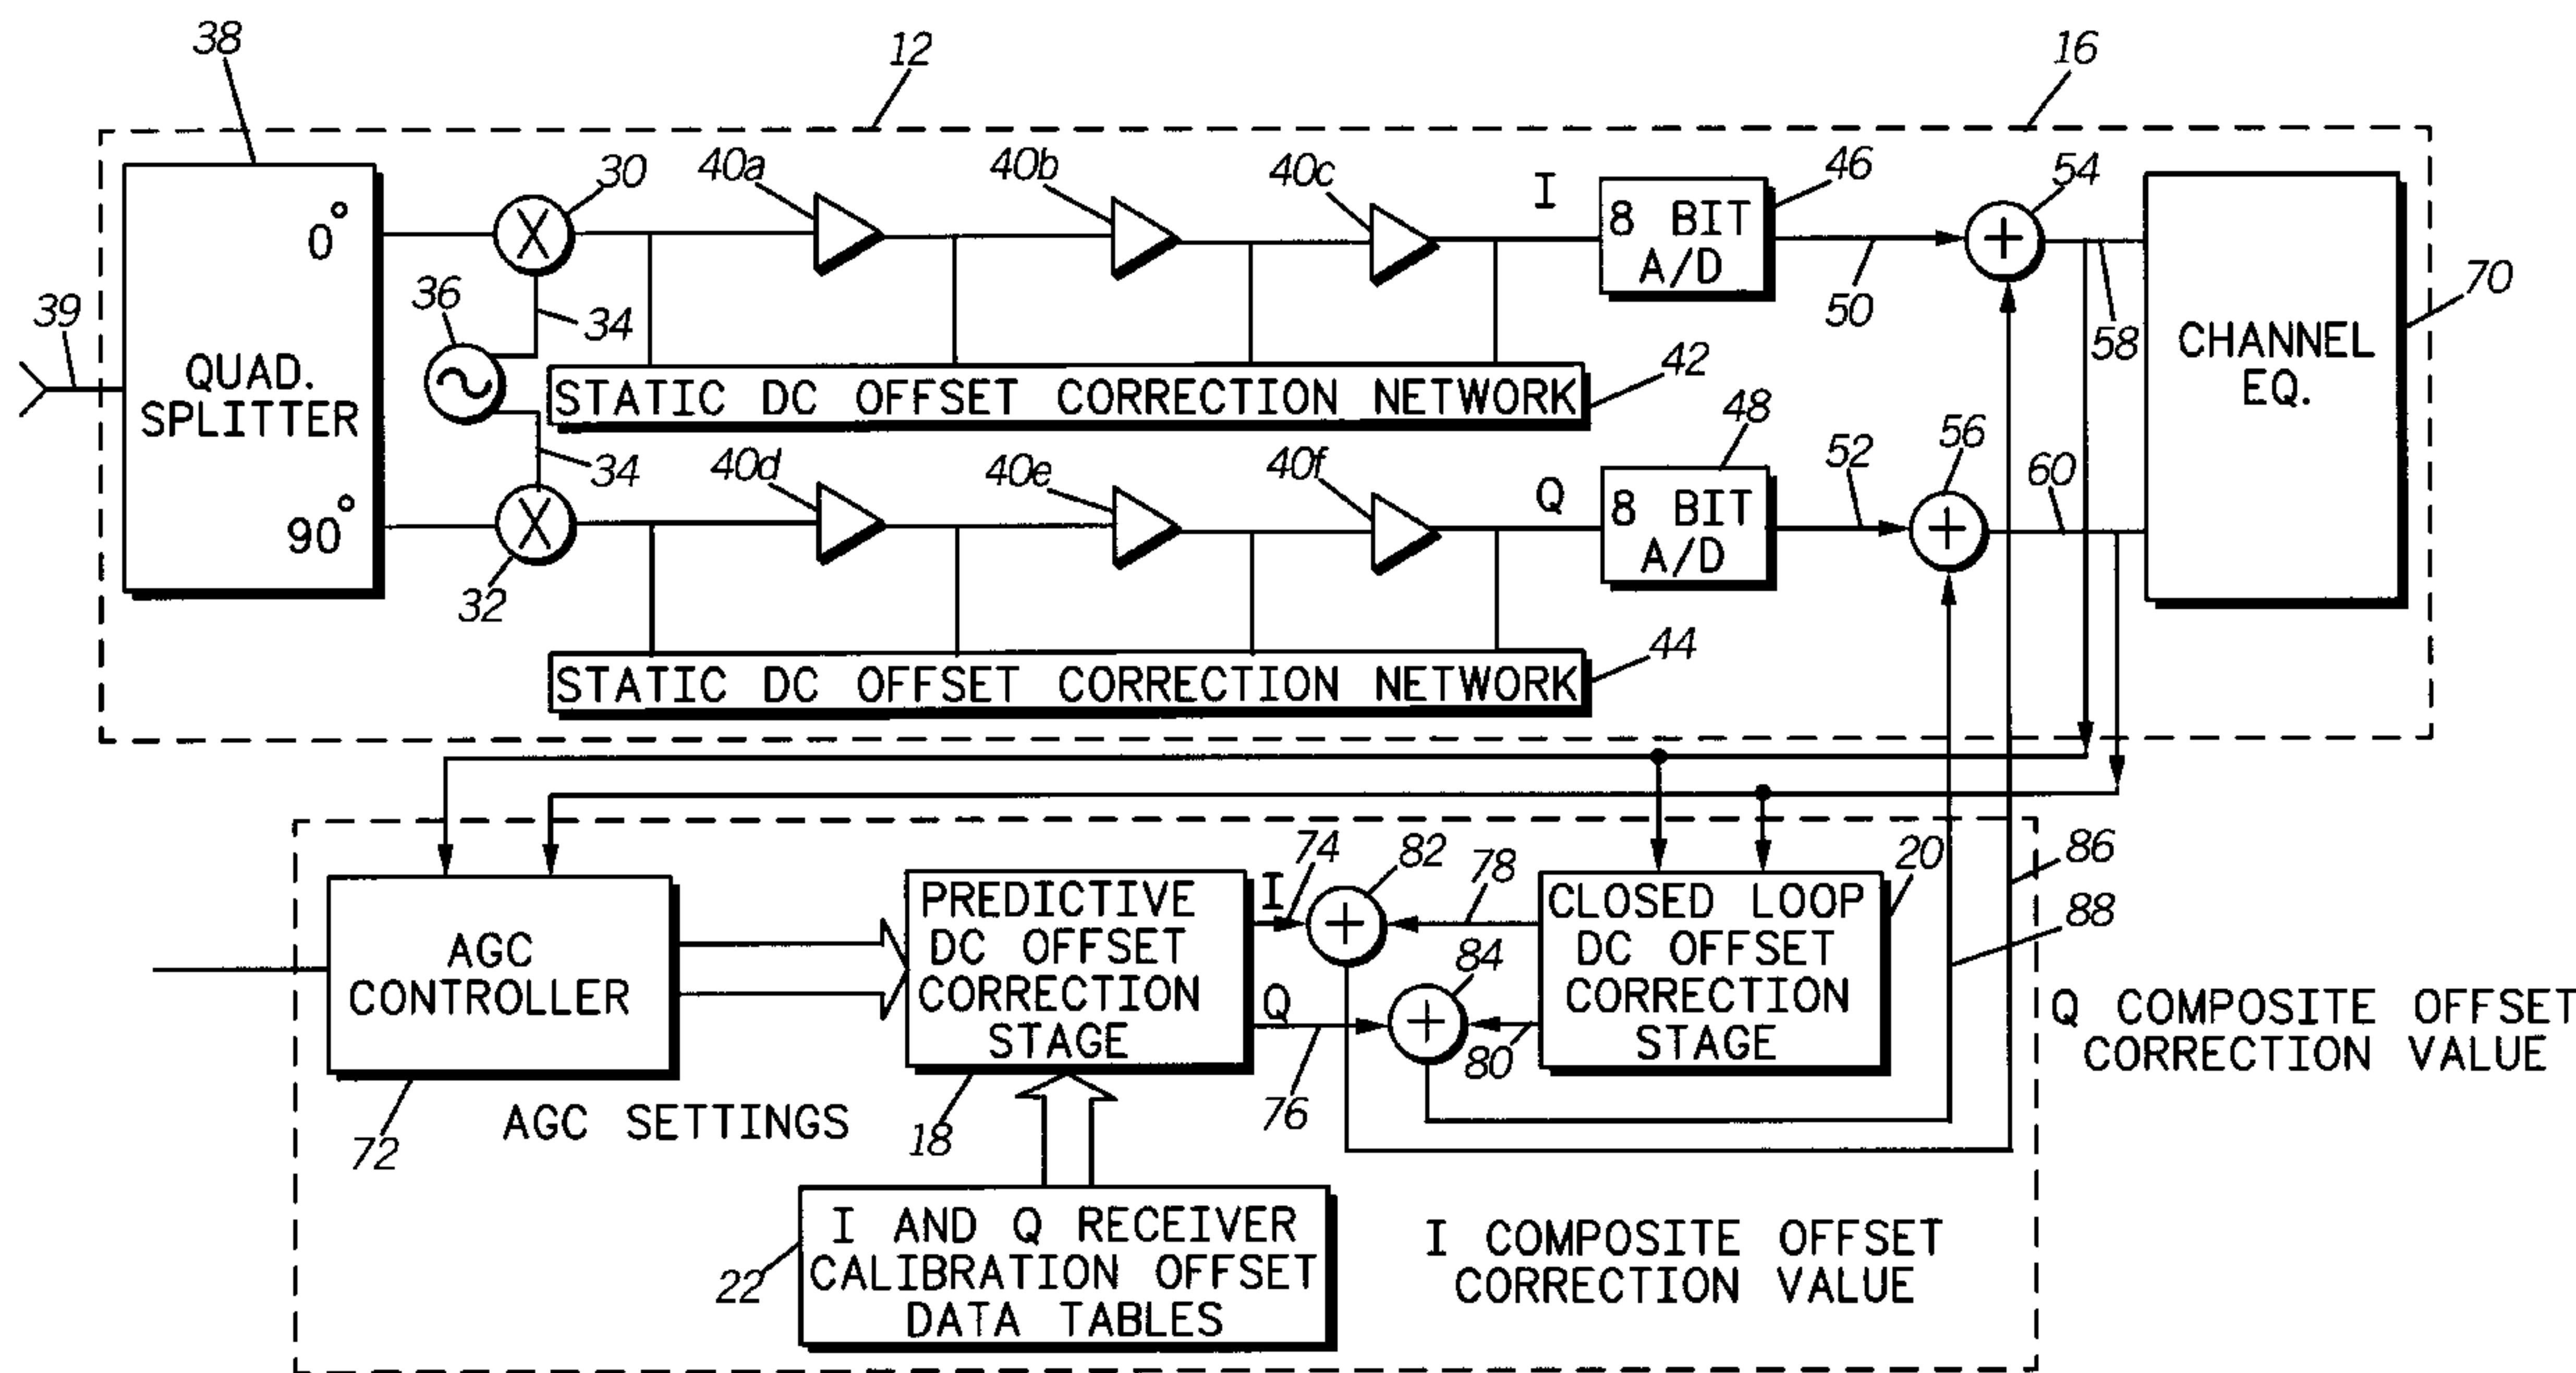 38
12
16
39
QUAD.
SPLITTER
0°
90°
30
36
34
34
32
40a
40b
40c
I
8 BIT
A/D
46
50
54
58
CHANNEL
EQ.
70
STATIC DC OFFSET CORRECTION NETWORK
42
40d
40e
40f
Q
8 BIT
A/D
48
52
56
60
STATIC DC OFFSET CORRECTION NETWORK
44
AGC
CONTROLLER
72
AGC SETTINGS
PREDICTIVE
DC OFFSET
CORRECTION
STAGE
18
I
74
82
78
Q
76
84
80
CLOSED LOOP
DC OFFSET
CORRECTION
STAGE
20
86
88
Q COMPOSITE OFFSET
CORRECTION VALUE
I AND Q RECEIVER
CALIBRATION OFFSET
DATA TABLES
22
I COMPOSITE OFFSET
CORRECTION VALUE